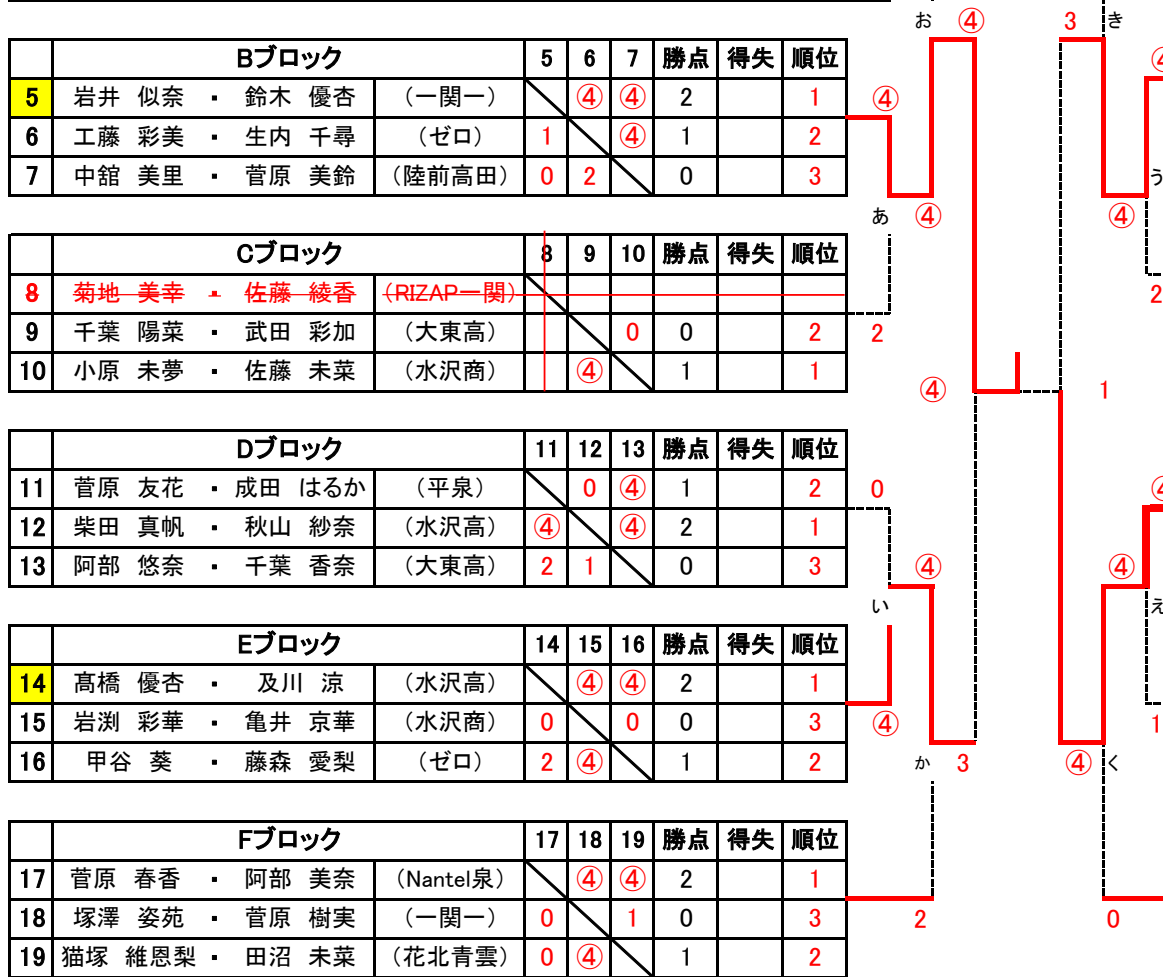 お ④ 3 き
Bブロック 5 6 7 勝点 得失 順位
5 岩井 似奈 ・ 鈴木 優杏 (一関一) ④ ④ 2 1 ④
6 工藤 彩美 ・ 生内 千尋 (ゼロ) 1 ④ 1 2
7 中舘 美里 ・ 菅原 美鈴 (陸前高田) 0 2 0 3 う
あ ④ ④
Cブロック 8 9 10 勝点 得失 順位
8 菊地 美幸 ・ 佐藤 綾香 (RIZAP一関) 2
9 千葉 陽菜 ・ 武田 彩加 (大東高) 0 0 2 2
10 小原 未夢 ・ 佐藤 未菜 (水沢商) ④ 1 1
④ 1
Dブロック 11 12 13 勝点 得失 順位
11 菅原 友花 ・ 成田 はるか (平泉) 0 ④ 1 2 0 ④
12 柴田 真帆 ・ 秋山 紗奈 (水沢高) ④ ④ 2 1
13 阿部 悠奈 ・ 千葉 香奈 (大東高) 2 1 0 3 ④ ④
い え
Eブロック 14 15 16 勝点 得失 順位
14 髙橋 優杏 ・ 及川 涼 (水沢高) ④ ④ 2 1
15 岩渕 彩華 ・ 亀井 京華 (水沢商) 0 0 0 3 ④ 1
16 甲谷 葵 ・ 藤森 愛梨 (ゼロ) 2 ④ 1 2 か 3 ④ く
Fブロック 17 18 19 勝点 得失 順位
17 菅原 春香 ・ 阿部 美奈 (Nantel泉) ④ ④ 2 1
18 塚澤 姿苑 ・ 菅原 樹実 (一関一) 0 1 0 3 2 0
19 猫塚 維恩梨 ・ 田沼 未菜 (花北青雲) 0 ④ 1 2